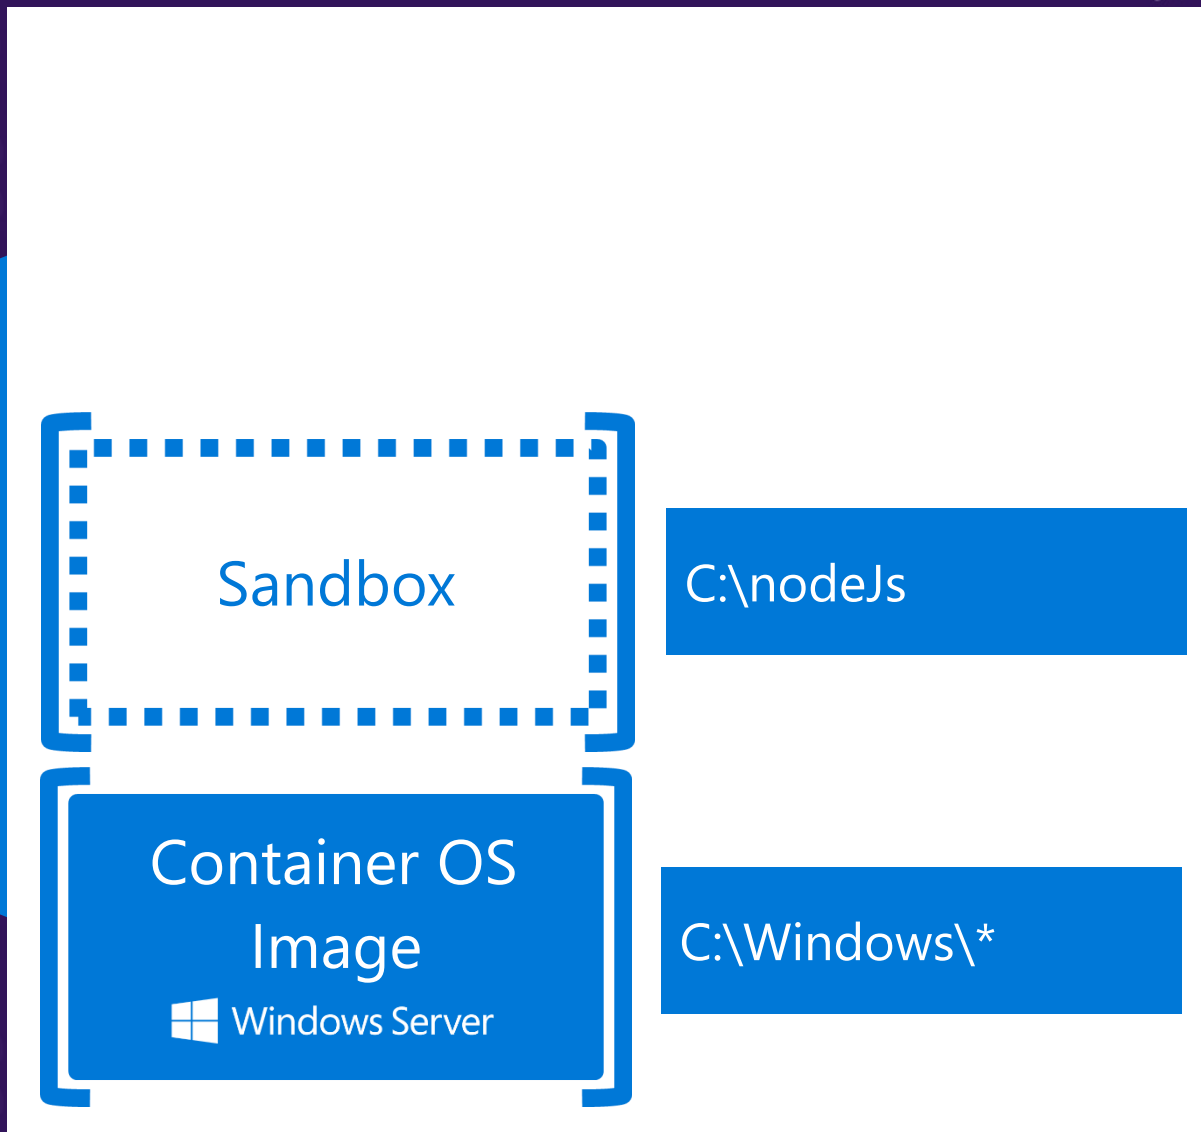 Sandbox
C:\nodeJs
Container OS
Image
Windows Server
C:\Windows\*